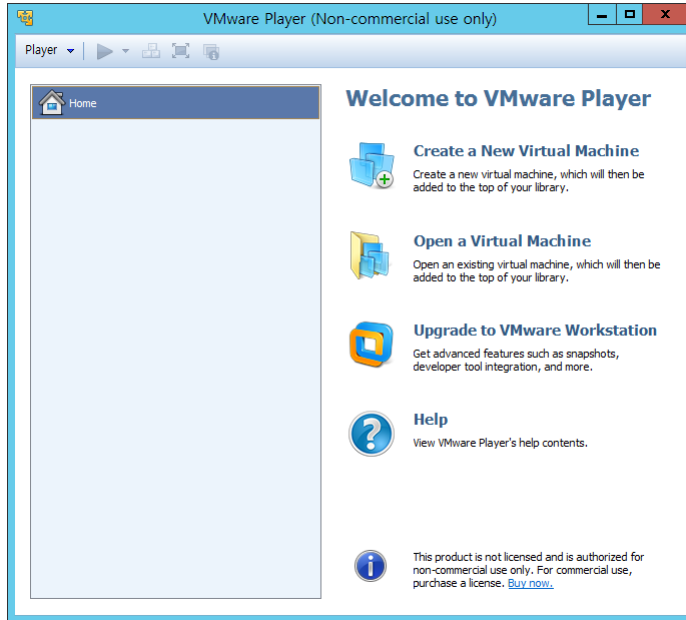 VMware Player (Non-commercial use only)
Player
Home
Welcome to VMware Player
Create a New Virtual Machine
Create a new virtual machine, which will then be
added to the top of your library.
Open a Virtual Machine
Open an existing virtual machine, which will then be
added to the top of your library.
Upgrade to VMware Workstation
Get advanced features such as snapshots,
developer tool integration, and more.
Help
View VMware Player's help contents.
This product is not licensed and is authorized for
non-commercial use only. For commercial use,
purchase a license. Buy now.